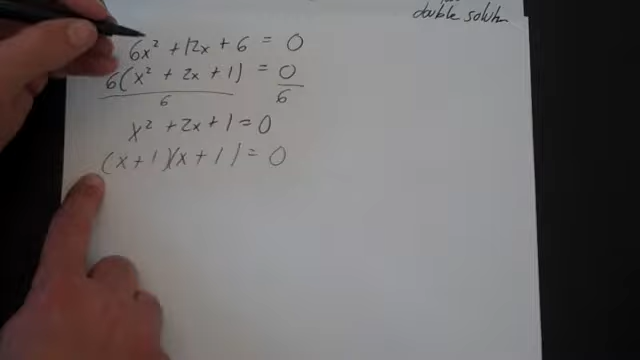 double solutn
6x² + 12x + 6 = 0
6(x² + 2x + 1) = 0
6 6
x² + 2x + 1 = 0
(x + 1)(x + 1) = 0